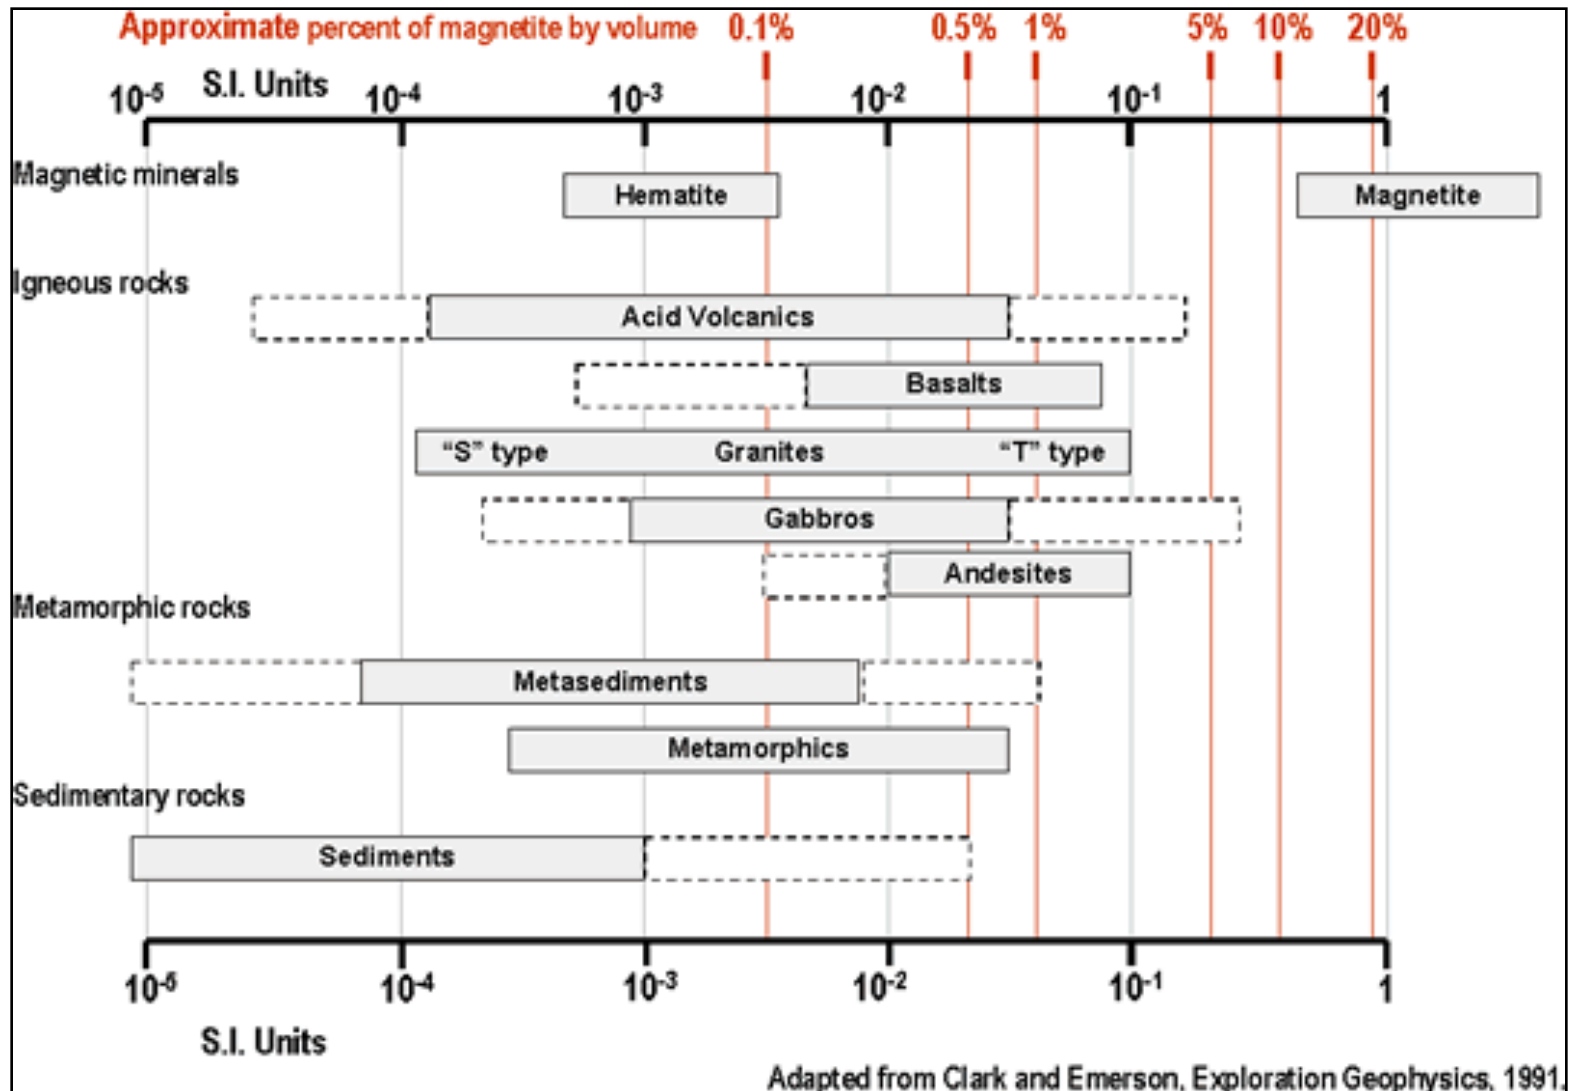 Approximate percent of magnetite by volume 0.1% 0.5% 1% 5% 10% 20%
10⁻⁵ S.I. Units 10⁻⁴ 10⁻³ 10⁻² 10⁻¹ 1
Magnetic minerals
Hematite Magnetite
Igneous rocks
Acid Volcanics
Basalts
“S” type Granites “T” type
Gabbros
Andesites
Metamorphic rocks
Metasediments
Metamorphics
Sedimentary rocks
Sediments
10⁻⁵ 10⁻⁴ 10⁻³ 10⁻² 10⁻¹ 1
S.I. Units
Adapted from Clark and Emerson, Exploration Geophysics, 1991.